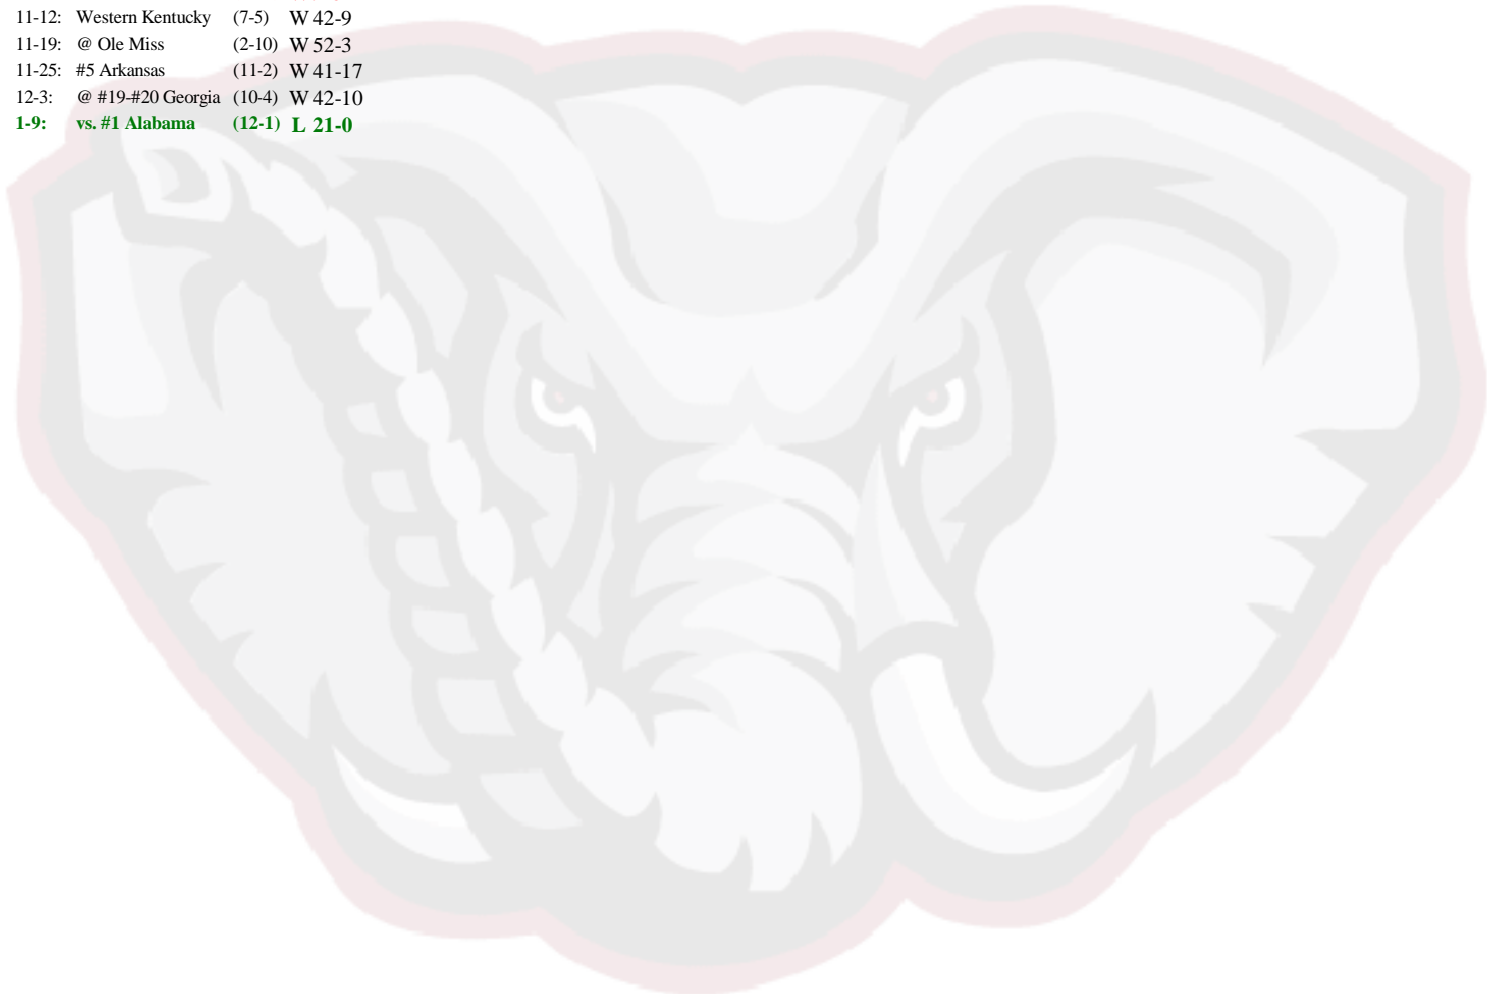 11-12: Western Kentucky (7-5) W 42-9
11-19: @ Ole Miss (2-10) W 52-3
11-25: #5 Arkansas (11-2) W 41-17
12-3: @ #19-#20 Georgia (10-4) W 42-10
1-9: vs. #1 Alabama (12-1) L 21-0